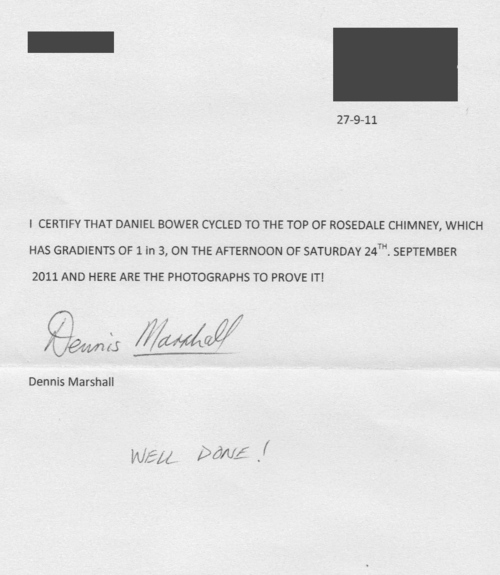 27-9-11
I CERTIFY THAT DANIEL BOWER CYCLED TO THE TOP OF ROSEDALE CHIMNEY, WHICH
HAS GRADIENTS OF 1 in 3, ON THE AFTERNOON OF SATURDAY 24TH. SEPTEMBER
2011 AND HERE ARE THE PHOTOGRAPHS TO PROVE IT!
Dennis Marshall
Dennis Marshall
WELL DONE!